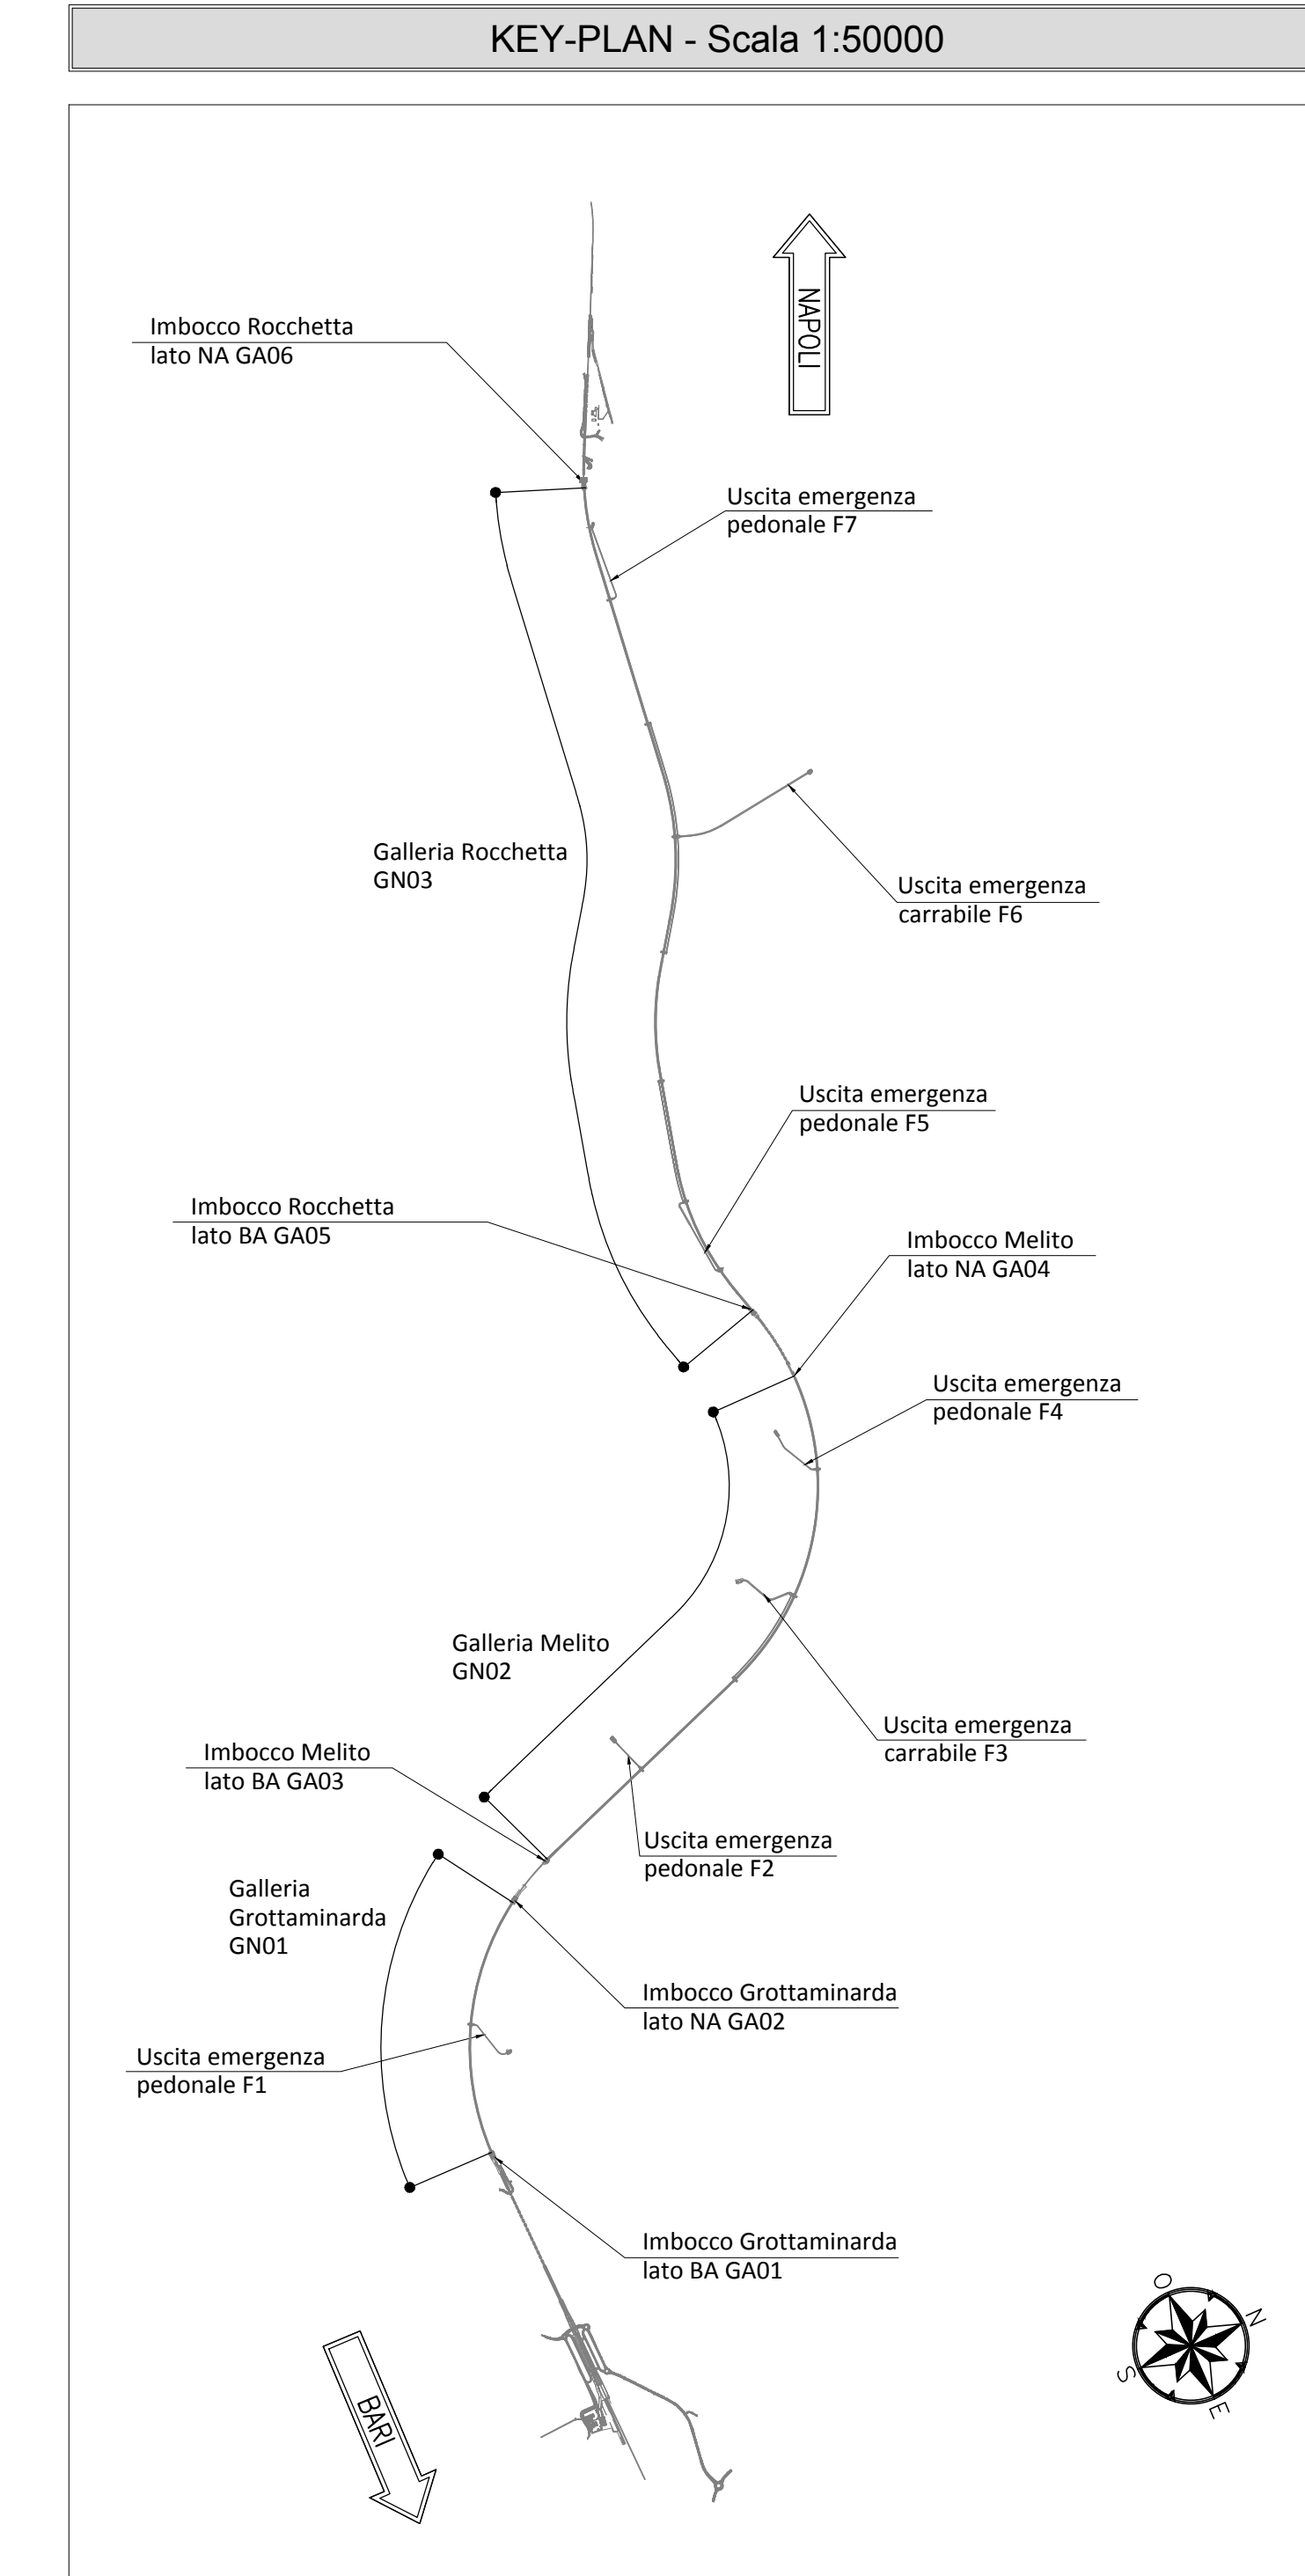 KEY-PLAN - Scala 1:50000
NAPOLI
Imbocco Rocchetta
lato NA GA06
Uscita emergenza
pedonale F7
Galleria Rocchetta
GN03
Uscita emergenza
carrabile F6
Uscita emergenza
pedonale F5
Imbocco Rocchetta
lato BA GA05
Imbocco Melito
lato NA GA04
Uscita emergenza
pedonale F4
Galleria Melito
GN02
Uscita emergenza
carrabile F3
Imbocco Melito
lato BA GA03
Uscita emergenza
pedonale F2
Galleria
Grottaminarda
GN01
Imbocco Grottaminarda
lato NA GA02
Uscita emergenza
pedonale F1
Imbocco Grottaminarda
lato BA GA01
O
N
S
E
BARI